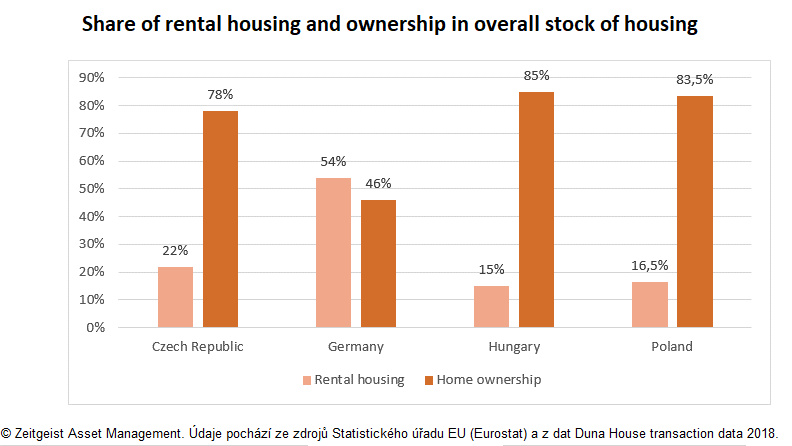 Share of rental housing and ownership in overall stock of housing
90%
80%
70%
60%
50%
40%
30%
20%
10%
0%
22%
78%
54%
46%
15%
85%
16,5%
83,5%
Czech Republic
Germany
Hungary
Poland
Rental housing
Home ownership
© Zeitgeist Asset Management. Údaje pochází ze zdrojů Statistického úřadu EU (Eurostat) a z dat Duna House transaction data 2018.